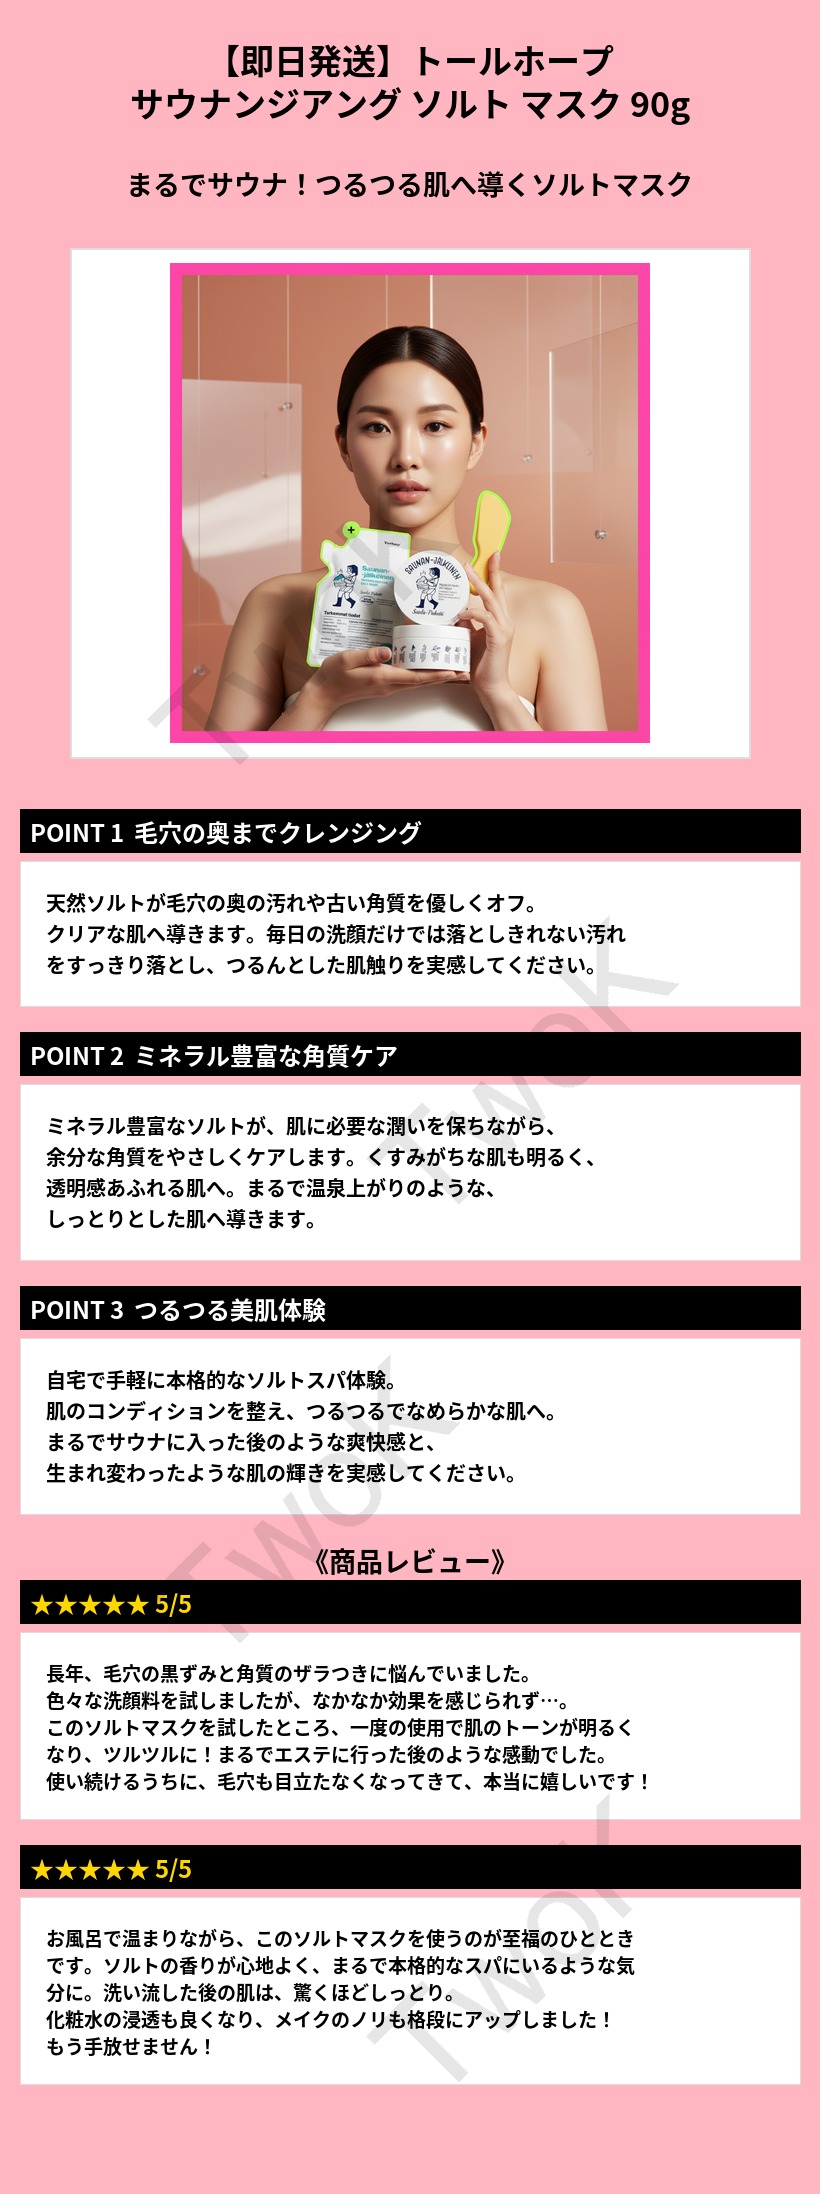 【即日発送】トールホープ
サウナンジアング ソルト マスク 90g
まるでサウナ！つるつる肌へ導くソルトマスク
Saunan-
jälkeinen
Tarkemmat tiedot
SAUNAN-JÄLKEINEN
POINT 1 毛穴の奥までクレンジング
天然ソルトが毛穴の奥の汚れや古い角質を優しくオフ。
クリアな肌へ導きます。毎日の洗顔だけでは落としきれない汚れ
をすっきり落とし、つるんとした肌触りを実感してください。
POINT 2 ミネラル豊富な角質ケア
ミネラル豊富なソルトが、肌に必要な潤いを保ちながら、
余分な角質をやさしくケアします。くすみがちな肌も明るく、
透明感あふれる肌へ。まるで温泉上がりのような、
しっとりとした肌へ導きます。
POINT 3 つるつる美肌体験
自宅で手軽に本格的なソルトスパ体験。
肌のコンディションを整え、つるつるでなめらかな肌へ。
まるでサウナに入った後のような爽快感と、
生まれ変わったような肌の輝きを実感してください。
《商品レビュー》
★★★★★ 5/5
長年、毛穴の黒ずみと角質のザラつきに悩んでいました。
色々な洗顔料を試しましたが、なかなか効果を感じられず…。
このソルトマスクを試したところ、一度の使用で肌のトーンが明るく
なり、ツルツルに！まるでエステに行った後のような感動でした。
使い続けるうちに、毛穴も目立たなくなってきて、本当に嬉しいです！
★★★★★ 5/5
お風呂で温まりながら、このソルトマスクを使うのが至福のひととき
です。ソルトの香りが心地よく、まるで本格的なスパにいるような気
分に。洗い流した後の肌は、驚くほどしっとり。
化粧水の浸透も良くなり、メイクのノリも格段にアップしました！
もう手放せません！
TwoK
TwoK
TwoK
TwoK